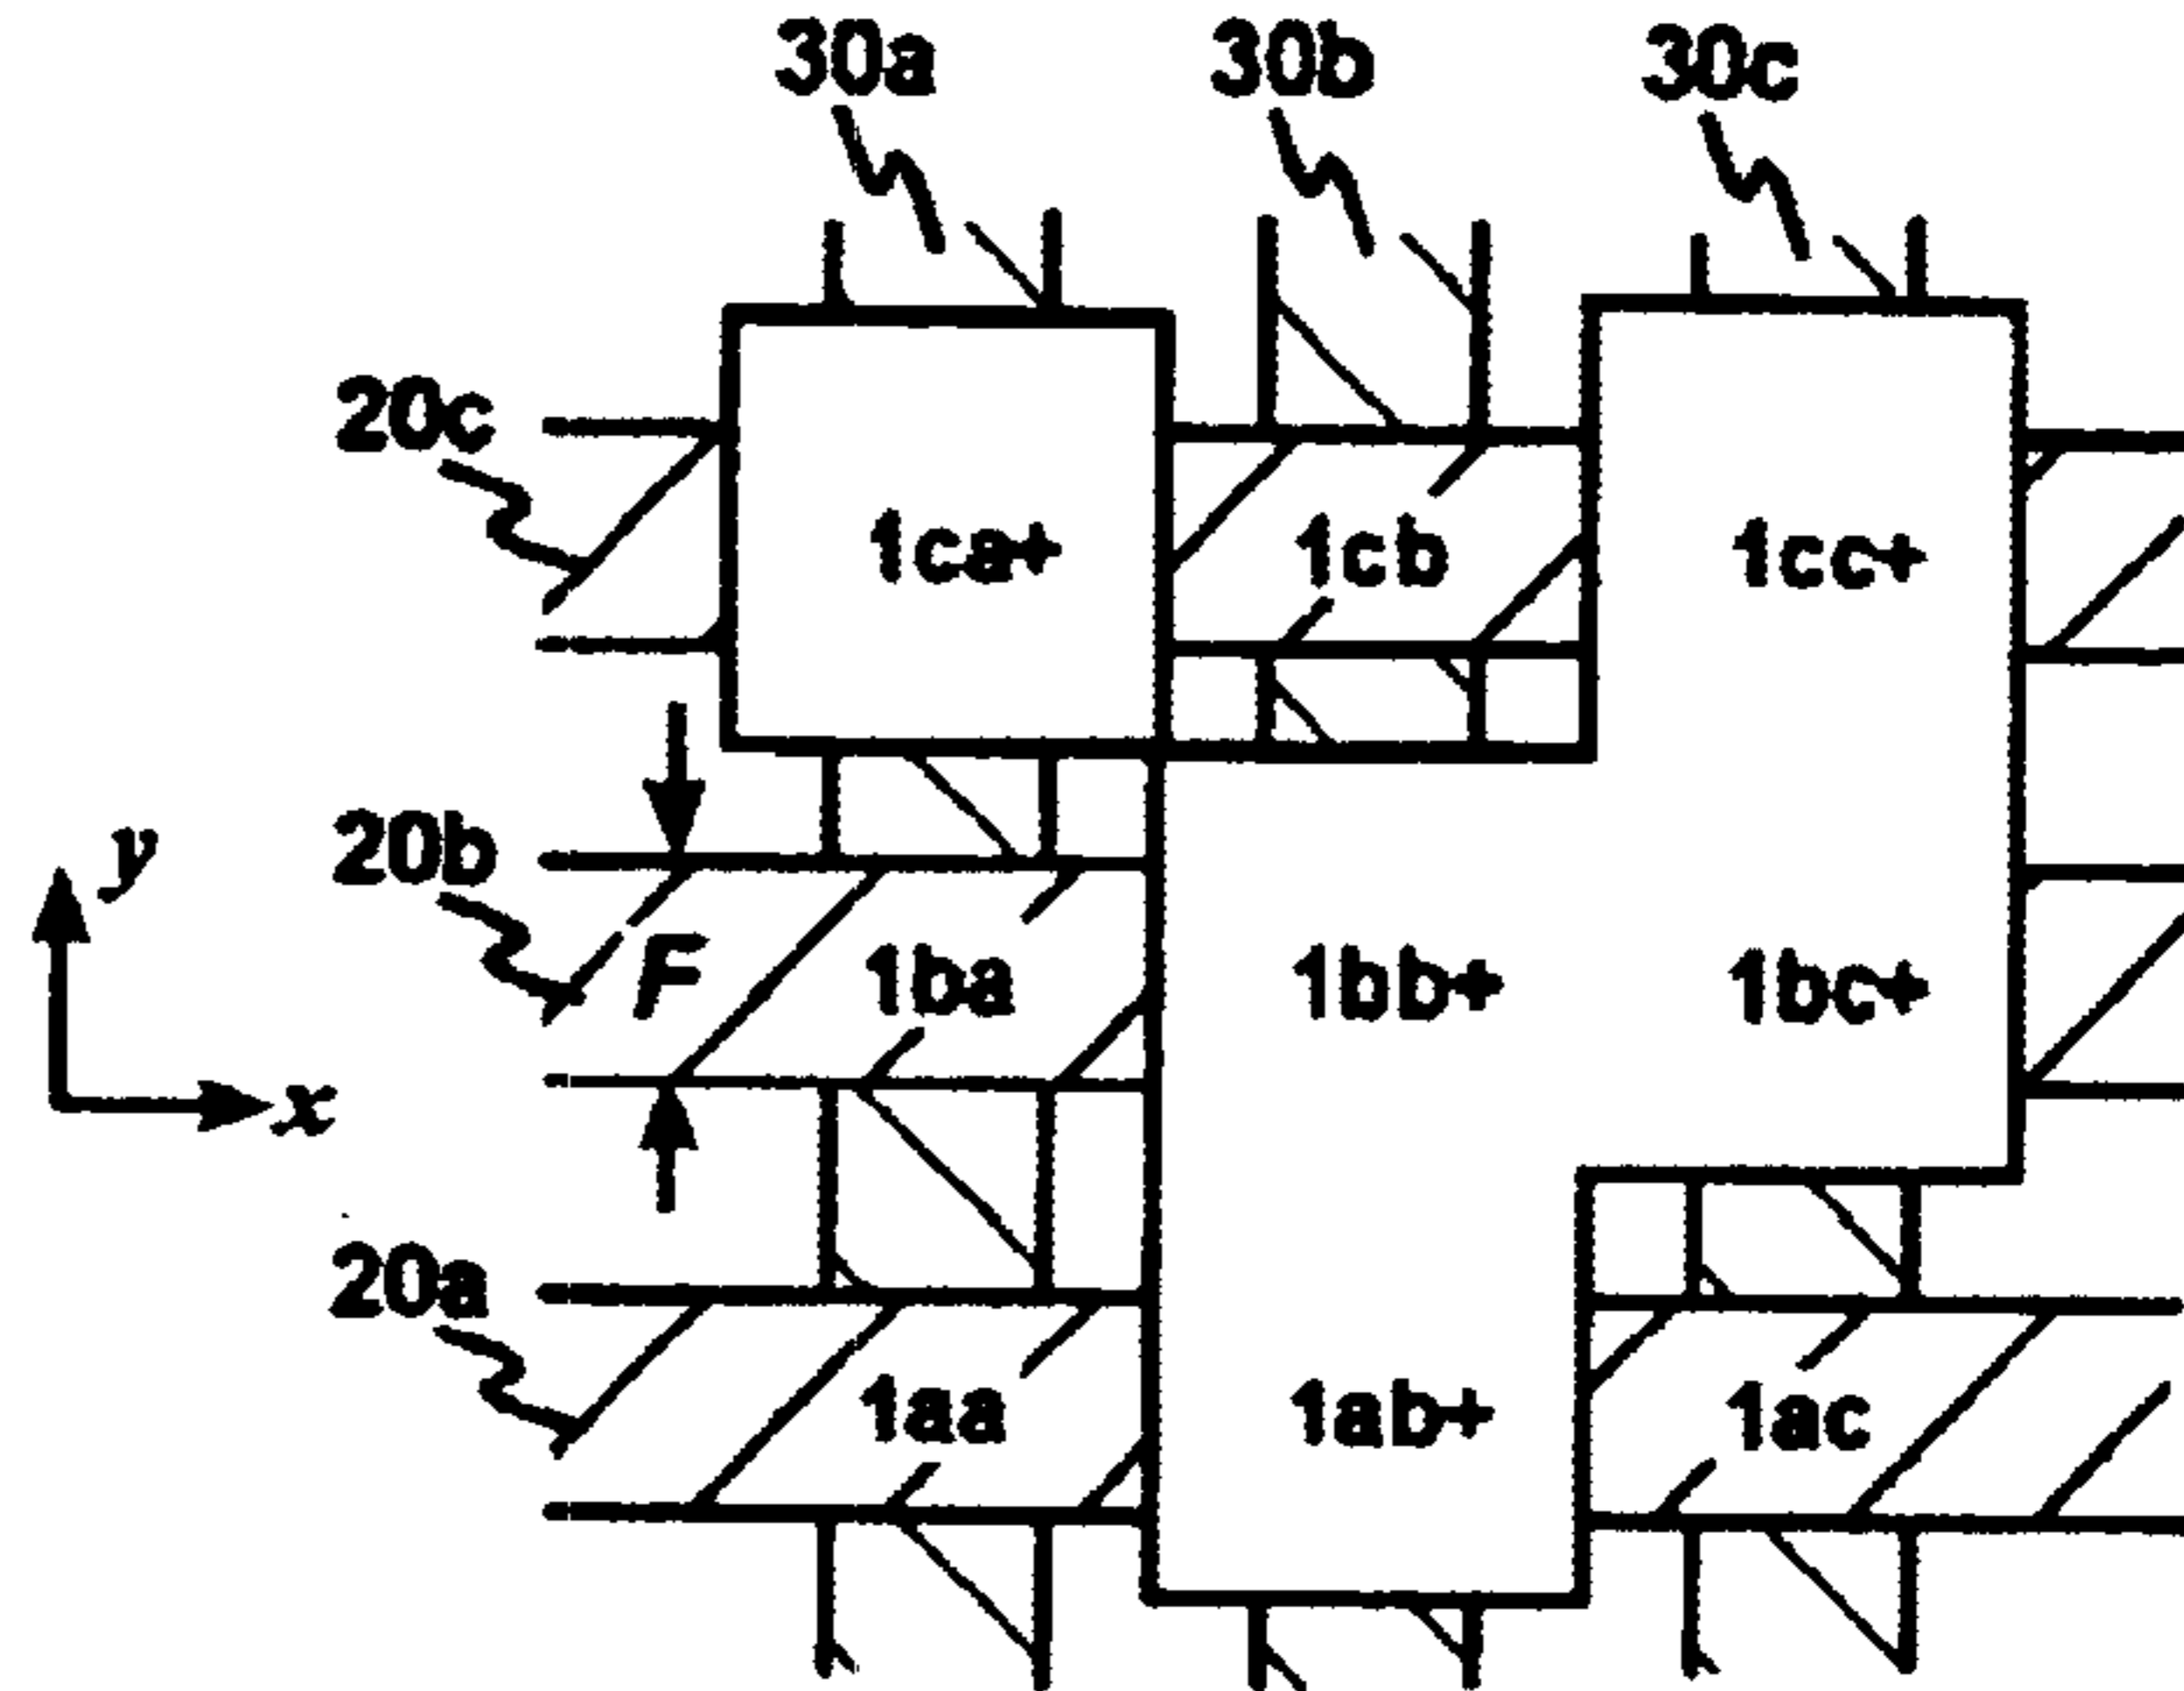 30a 30b 30c
20c
1ca+ 1cb 1cc+
20b
y
F 1ba 1bb+ 1bc+
x
20a
1aa 1ab+ 1ac